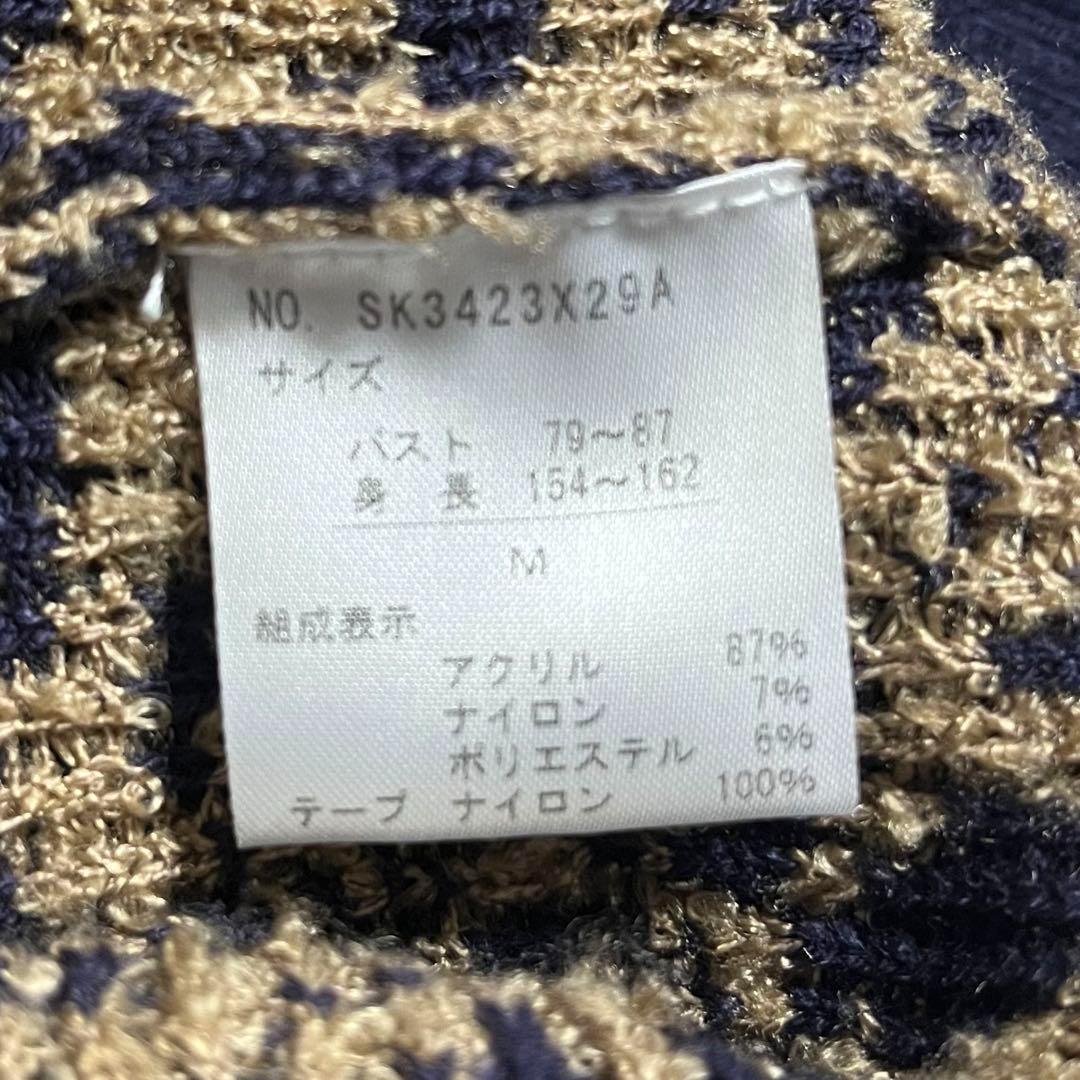 NO. SK3423X29A
サイズ
バスト 79～87
身長 154～162
M
組成表示
アクリル 87%
ナイロン 7%
ポリエステル 6%
テープ ナイロン 100%